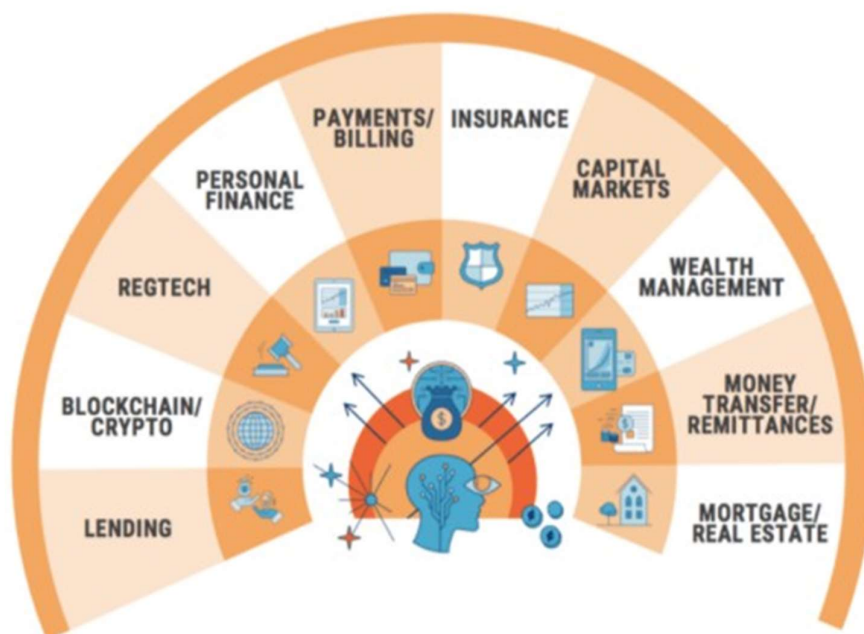 PAYMENTS/
BILLING
INSURANCE
PERSONAL
FINANCE
CAPITAL
MARKETS
REGTECH
WEALTH
MANAGEMENT
BLOCKCHAIN/
CRYPTO
MONEY
TRANSFER/
REMITTANCES
LENDING
MORTGAGE/
REAL ESTATE
$